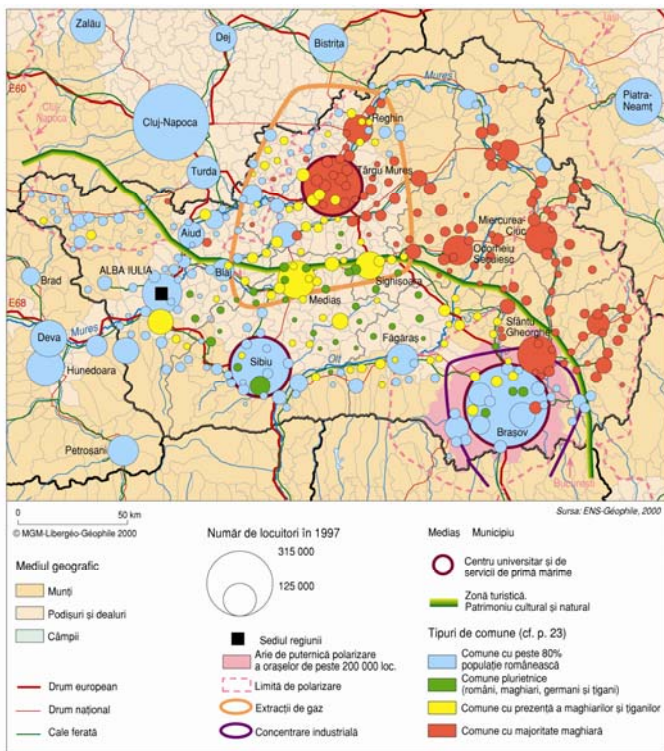 Zalău
Dej
Bistrița
Iași
E60
Mureș
Cluj
Napoca
Cluj-Napoca
Reghin
Piatra-
Neamț
Turda
Târgu Mureș
Miercurea-
Ciuc
Aiud
Odorheiu
Secuiesc
ALBA IULIA
Blaj
Sighișoara
Brad
Mediaș
E68
Mureș
Sfântu
Gheorghe
Deva
Sibiu
Olt
Făgăraș
Hunedoara
Brașov
Petroșani
București
0 50 km
© MGM-Libergéo-Géophile 2000
Sursa: ENS-Géophile, 2000
Mediul geografic
Munți
Podișuri și dealuri
Câmpii
Drum european
Drum național
Cale ferată
Număr de locuitori în 1997
315 000
125 000
Sediul regiunii
Arie de puternică polarizare
a orașelor de peste 200 000 loc.
Limită de polarizare
Extracții de gaz
Concentrare industrială
Mediaș Municipiu
Centru universitar și de
servicii de primă mărime
Zonă turistică.
Patrimoniu cultural și natural
Tipuri de comune (cf. p. 23)
Comune cu peste 80%
populație românească
Comune plurietnice
(români, maghiari, germani și țigani)
Comune cu prezență a maghiarilor și țiganilor
Comune cu majoritate maghiară